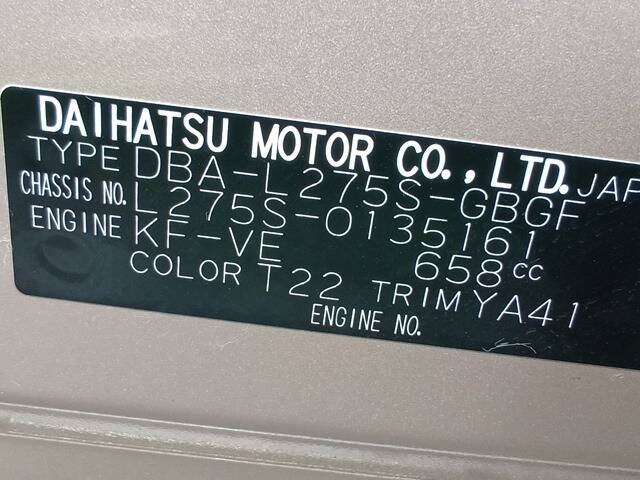 DAIHATSU MOTOR CO., LTD. JAP
TYPE DBA-L275S-GBGF
CHASSIS NO. L275S-0135161
ENGINE KF-VE 658cc
COLOR T22 TRIM YA41
ENGINE NO.